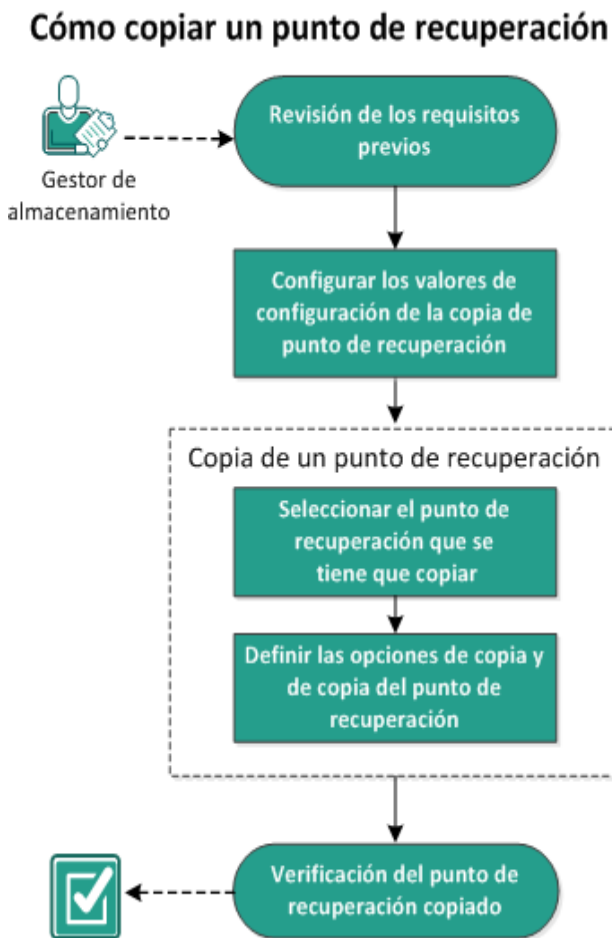 Cómo copiar un punto de recuperación
Revisión de los requisitos
previos
Gestor de
almacenamiento
Configurar los valores de
configuración de la copia de
punto de recuperación
Copia de un punto de recuperación
Seleccionar el punto de
recuperación que se
tiene que copiar
Definir las opciones de copia y
de copia del punto de
recuperación
Verificación del punto de
recuperación copiado